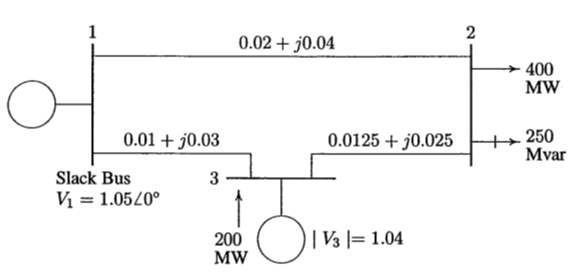 1
2
0.02 + j0.04
400
MW
0.01 + j0.03
0.0125 + j0.025
250
Mvar
Slack Bus
V₁ = 1.05∠0°
3
200
MW
| V₃ |= 1.04